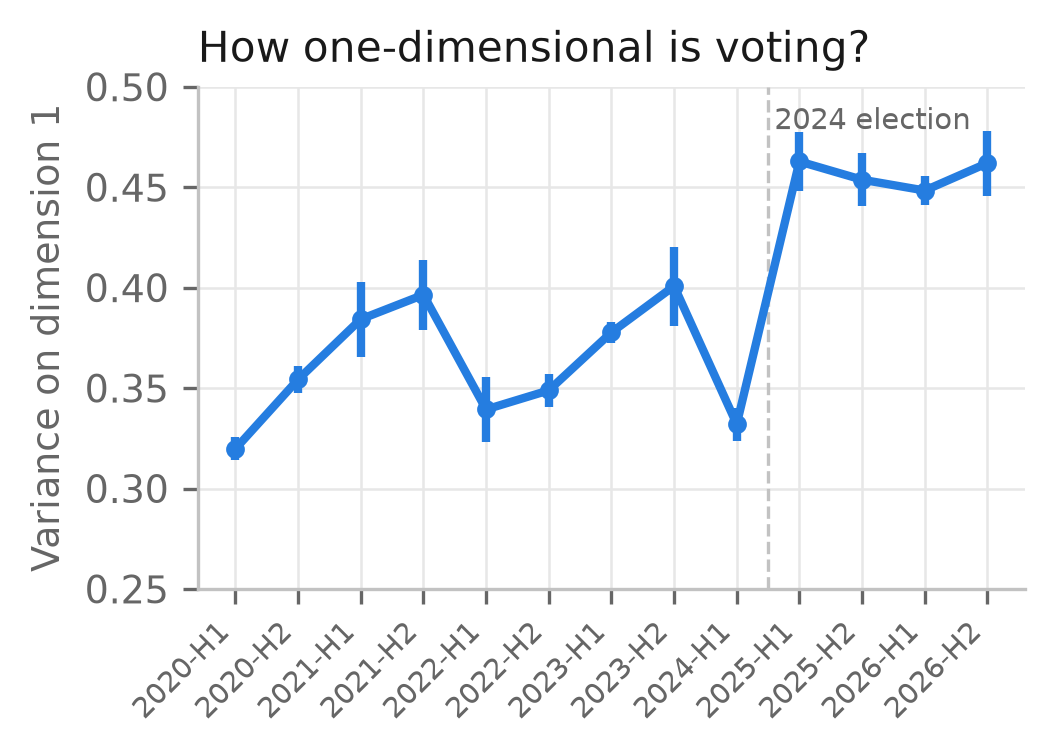 How one-dimensional is voting?
Variance on dimension 1
0.50
0.45
0.40
0.35
0.30
0.25
2024 election
2020-H1
2020-H2
2021-H1
2021-H2
2022-H1
2022-H2
2023-H1
2023-H2
2024-H1
2025-H1
2025-H2
2026-H1
2026-H2